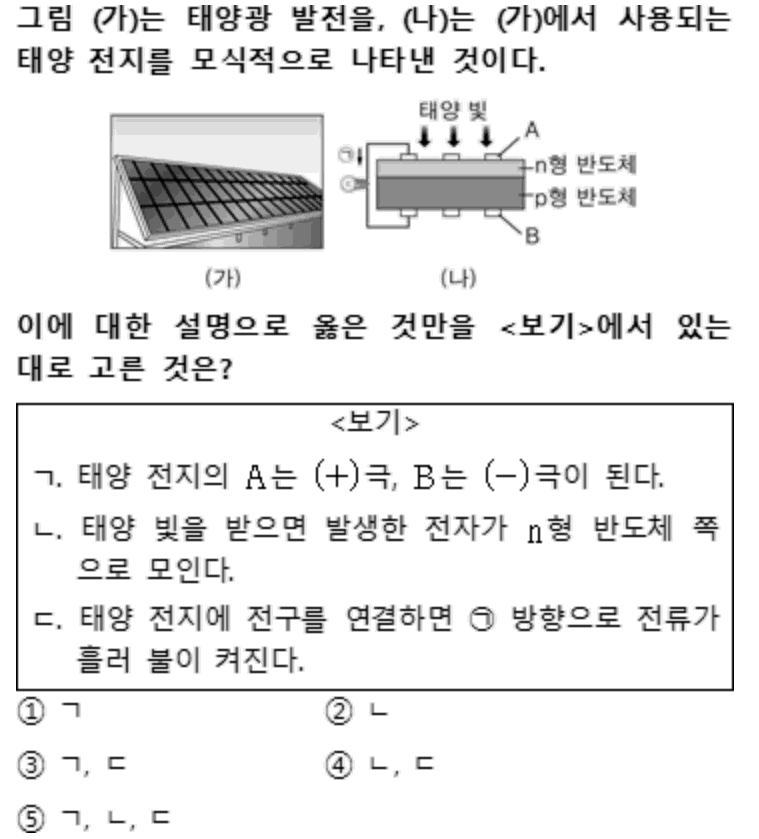 그림 (가)는 태양광 발전을, (나)는 (가)에서 사용되는
태양 전지를 모식적으로 나타낸 것이다.
태양 빛
A
㉠
n형 반도체
p형 반도체
B
(가)
(나)
이에 대한 설명으로 옳은 것만을 <보기>에서 있는
대로 고른 것은?
<보기>
ㄱ. 태양 전지의 A는 (+)극, B는 (−)극이 된다.
ㄴ. 태양 빛을 받으면 발생한 전자가 n형 반도체 쪽
으로 모인다.
ㄷ. 태양 전지에 전구를 연결하면 ㉠ 방향으로 전류가
흘러 불이 켜진다.
① ㄱ
② ㄴ
③ ㄱ, ㄷ
④ ㄴ, ㄷ
⑤ ㄱ, ㄴ, ㄷ